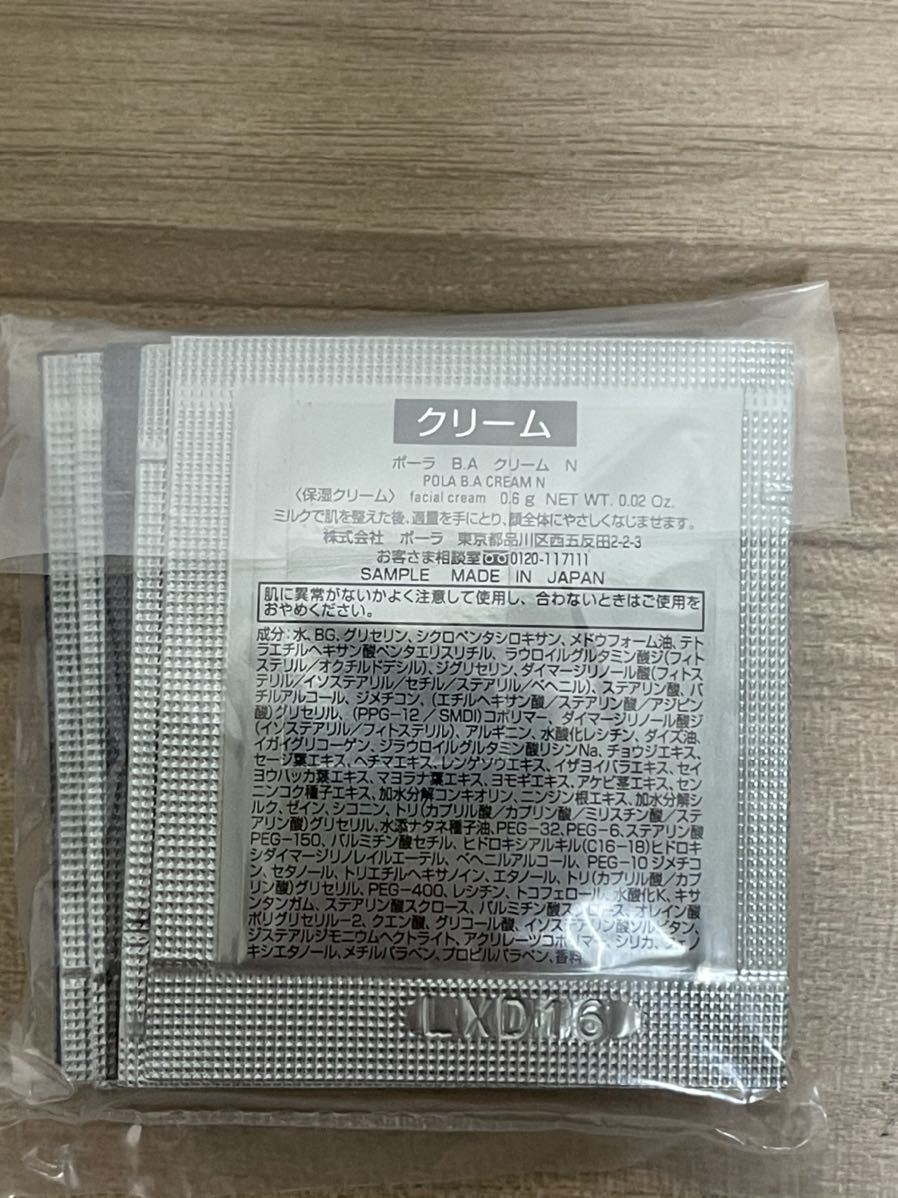 クリーム
ポーラ B.A クリーム N
POLA B.A CREAM N
〈保湿クリーム〉 facial cream 0.6 g NET WT. 0.02 Oz.
ミルクで肌を整えた後、適量を手にとり、顔全体にやさしくなじませます。
株式会社 ポーラ 東京都品川区西五反田2-2-3
お客さま相談室 0120-117111
SAMPLE MADE IN JAPAN
肌に異常がないかよく注意して使用し、合わないときはご使用を
おやめください。
成分：水、BG、グリセリン、シクロペンタシロキサン、メドウフォーム油、テト
ラエチルヘキサン酸ペンタエリスリチル、ラウロイルグルタミン酸ジ(フィト
ステリル／オクチルドデシル)、ジグリセリン、ダイマージリノール酸(フィトス
テリル／イソステアリル／セチル／ステアリル／ベヘニル)、ステアリン酸、バ
チルアルコール、ジメチコン、(エチルヘキサン酸／ステアリン酸／アジピン
酸)グリセリル、(PPG-12／SMDI)コポリマー、ダイマージリノール酸ジ
(イソステアリル／フィトステリル)、アルギニン、水酸化レシチン、ダイズ油、
イガイグリコーゲン、ジラウロイルグルタミン酸リシンNa、チョウジエキス、
セージ葉エキス、ヘチマエキス、レンゲソウエキス、イザヨイバラエキス、セイ
ヨウハッカ葉エキス、マヨラナ葉エキス、ヨモギエキス、アケビ茎エキス、セン
ニンコク種子エキス、加水分解コンキオリン、ニンジン根エキス、加水分解シ
ルク、ゼイン、シコニン、トリ(カプリル酸／カプリン酸／ミリスチン酸／ステ
アリン酸)グリセリル、水添ナタネ種子油、PEG-32、PEG-6、ステアリン酸
PEG-150、パルミチン酸セチル、ヒドロキシアルキル(C16-18)ヒドロキ
シダイマージリノレイルエーテル、ベヘニルアルコール、PEG-10ジメチコ
ン、セタノール、トリエチルヘキサノイン、エタノール、トリ(カプリル酸／カプ
リン酸)グリセリル、PEG-400、レシチン、トコフェロール、水酸化K、キサ
ンタンガム、ステアリン酸スクロース、パルミチン酸スクロース、オレイン酸
ポリグリセリル-2、クエン酸、グリコール酸、イソステアリン酸ソルビタン、
ジステアルジモニウムヘクトライト、アクリレーツコポリマー、シリカ、フェノ
キシエタノール、メチルパラベン、プロピルパラベン、香料
LXD16